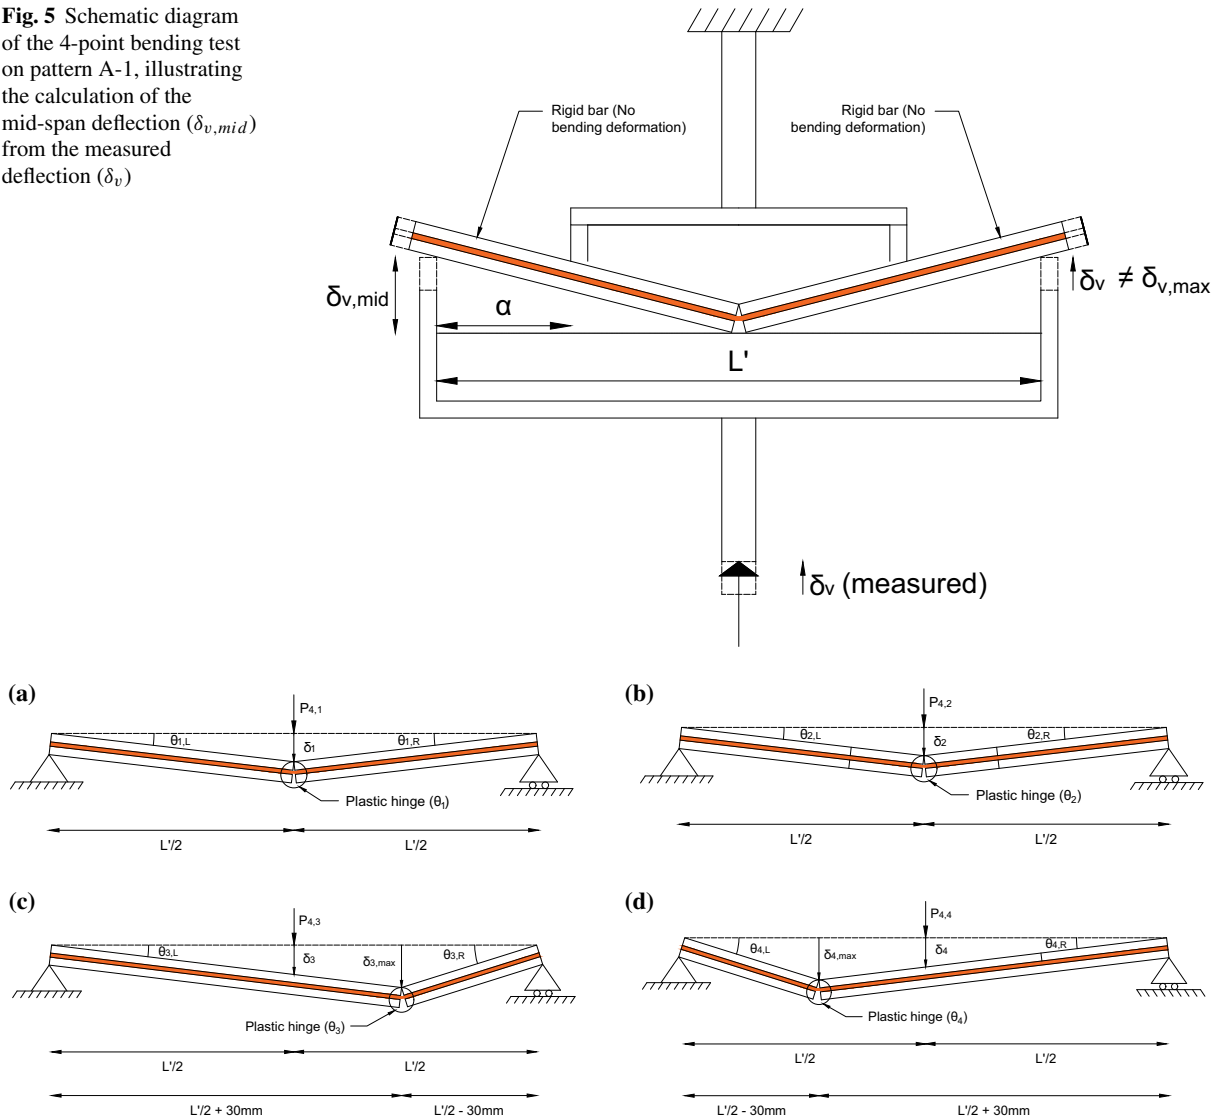 Fig. 5 Schematic diagram
of the 4-point bending test
on pattern A-1, illustrating
the calculation of the
mid-span deflection (δv,mid)
from the measured
deflection (δv)
Rigid bar (No
bending deformation)
Rigid bar (No
bending deformation)
δv,mid
α
δv ≠ δv,max
L'
δv (measured)
(a)
P4,1
θ1,L
δ1
θ1,R
Plastic hinge (θ1)
L'/2
L'/2
(b)
P4,2
θ2,L
δ2
θ2,R
Plastic hinge (θ2)
L'/2
L'/2
(c)
P4,3
θ3,L
δ3
δ3,max
θ3,R
Plastic hinge (θ3)
L'/2
L'/2
L'/2 + 30mm
L'/2 - 30mm
(d)
P4,4
θ4,L
δ4,max
δ4
θ4,R
Plastic hinge (θ4)
L'/2
L'/2
L'/2 - 30mm
L'/2 + 30mm